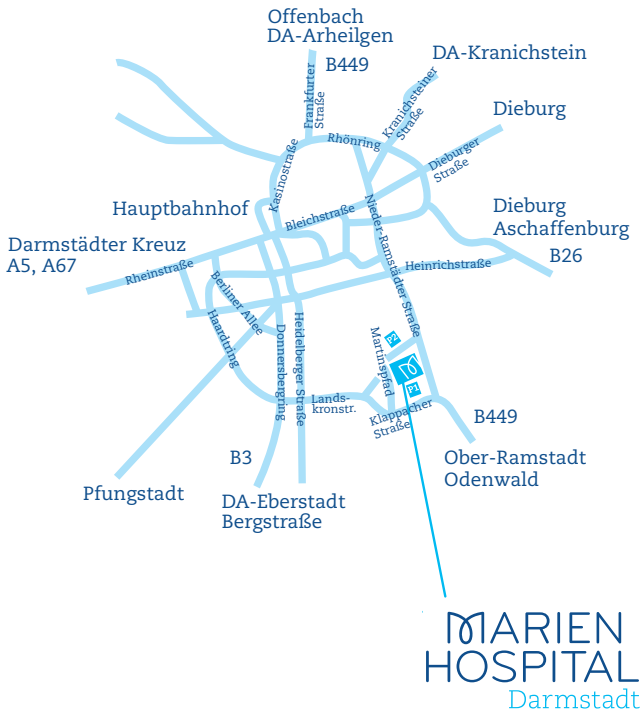 Offenbach
DA-Arheilgen
B449
DA-Kranichstein
Frankfurter
Straße
Kranichsteiner
Straße
Dieburg
Rhönring
Dieburger
Straße
Kasinostraße
Hauptbahnhof
Bleichstraße
Nieder-Ramstädter Straße
Dieburg
Aschaffenburg
B26
Darmstädter Kreuz
A5, A67
Rheinstraße
Heinrichstraße
Berliner Allee
Haardtring
Donnersbergring
Heidelberger Straße
Martinspfad
P2
P1
Lands-
kronstr.
Klappacher
Straße
B449
B3
Ober-Ramstadt
Odenwald
Pfungstadt
DA-Eberstadt
Bergstraße
MARIEN
HOSPITAL
Darmstadt